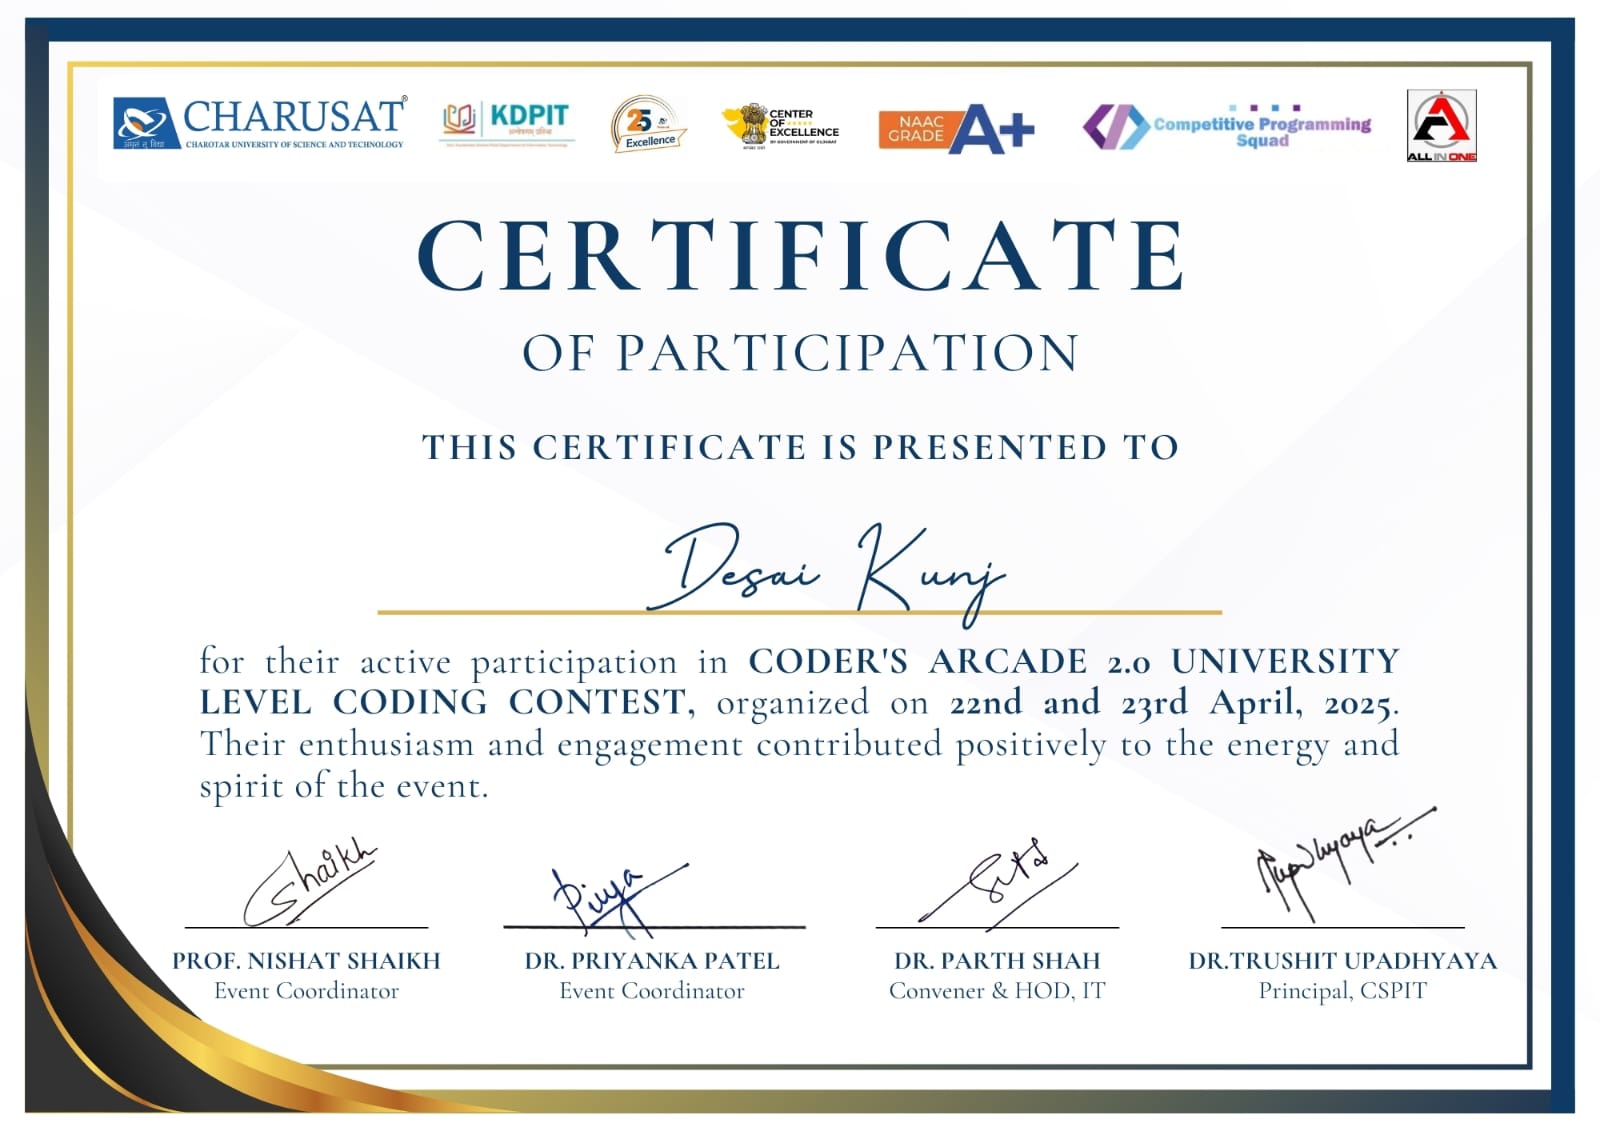 CHARUSAT®
CHAROTAR UNIVERSITY OF SCIENCE AND TECHNOLOGY
KDPIT
25
Excellence
CENTER
OF
EXCELLENCE
BY GOVERNMENT OF GUJARAT
NAAC
GRADE
A+
Competitive Programming
Squad
ALL IN ONE
CERTIFICATE
OF PARTICIPATION
THIS CERTIFICATE IS PRESENTED TO
Desai Kunj
for their active participation in CODER'S ARCADE 2.0 UNIVERSITY
LEVEL CODING CONTEST, organized on 22nd and 23rd April, 2025.
Their enthusiasm and engagement contributed positively to the energy and
spirit of the event.
Shaikh
Priya
PROF. NISHAT SHAIKH
DR. PRIYANKA PATEL
DR. PARTH SHAH
DR.TRUSHIT UPADHYAYA
Event Coordinator
Event Coordinator
Convener & HOD, IT
Principal, CSPIT